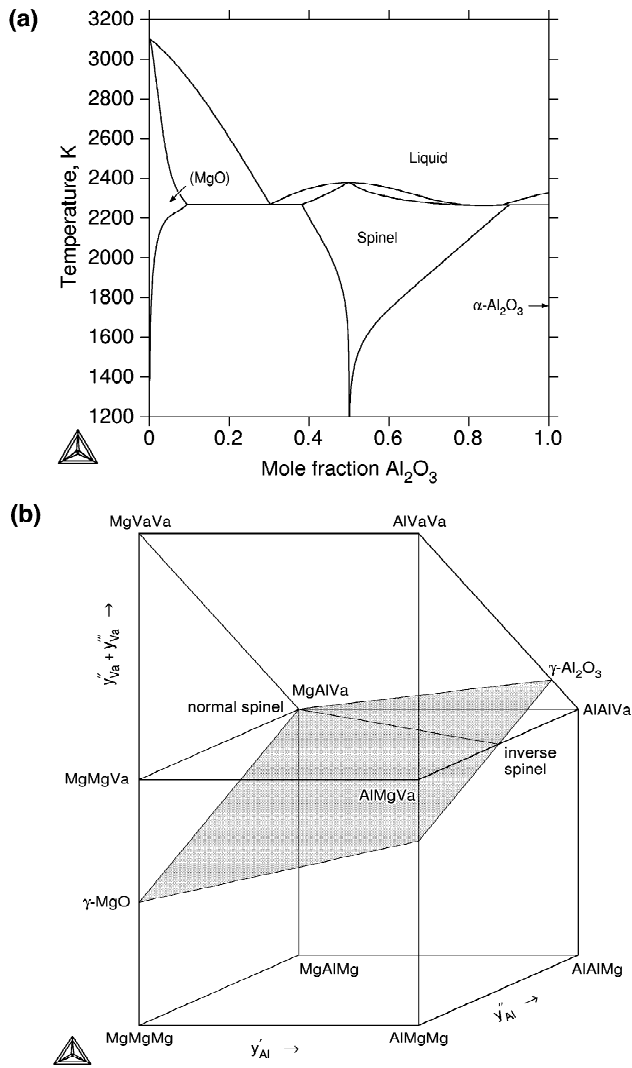 (a)
3200
3000
2800
2600
2400
2200
2000
1800
1600
1400
1200
Temperature, K
(MgO)
Liquid
Spinel
α-Al₂O₃
0 0.2 0.4 0.6 0.8 1.0
Mole fraction Al₂O₃
(b)
MgVaVa AlVaVa
y″Va + y‴Va →
γ-Al₂O₃
MgAlVa
normal spinel AlAlVa
inverse
spinel
MgMgVa
AlMgVa
γ-MgO
MgAlMg AlAlMg
y″Al →
MgMgMg y′Al → AlMgMg